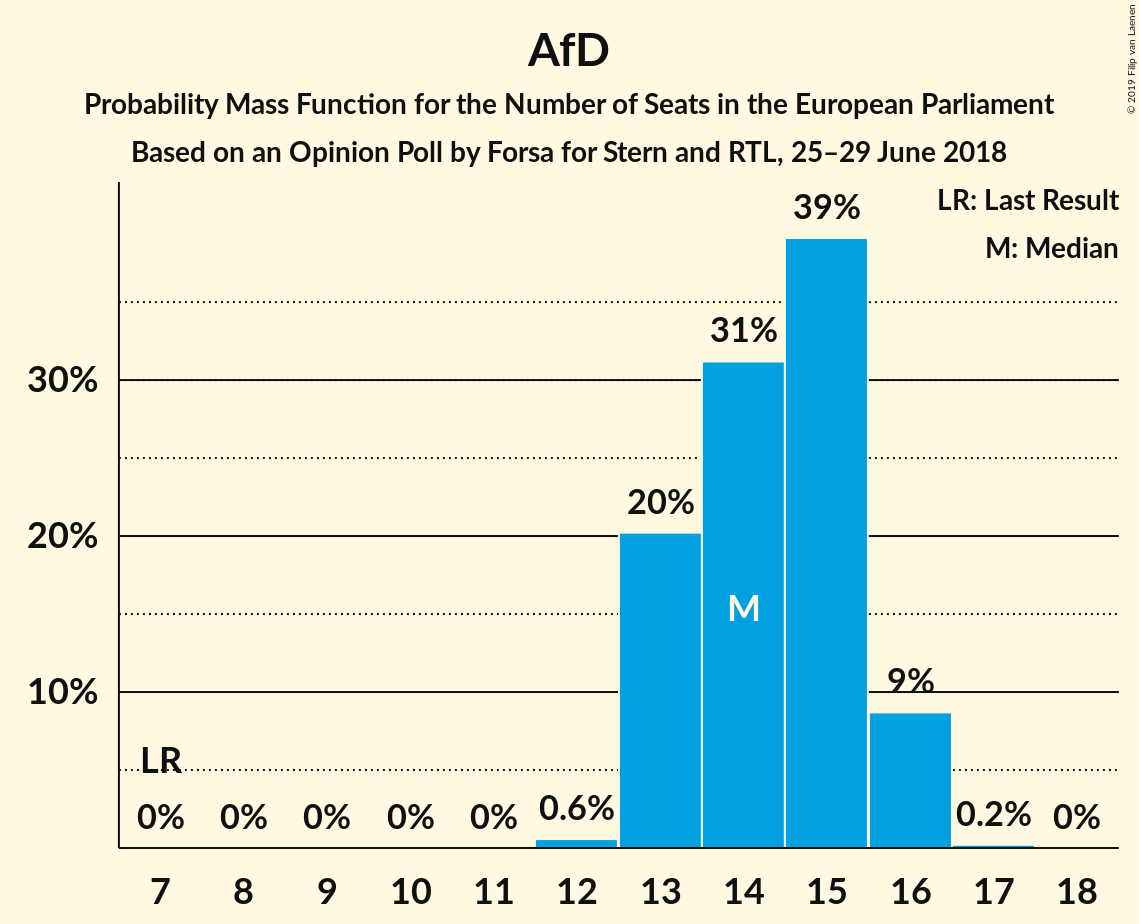 AfD
Probability Mass Function for the Number of Seats in the European Parliament
Based on an Opinion Poll by Forsa for Stern and RTL, 25–29 June 2018
© 2019 Filip van Laenen
LR: Last Result
M: Median
39%
31%
30%
20%
20%
M
10%
9%
LR
0% 0% 0% 0% 0% 0.6% 0.2% 0%
7 8 9 10 11 12 13 14 15 16 17 18